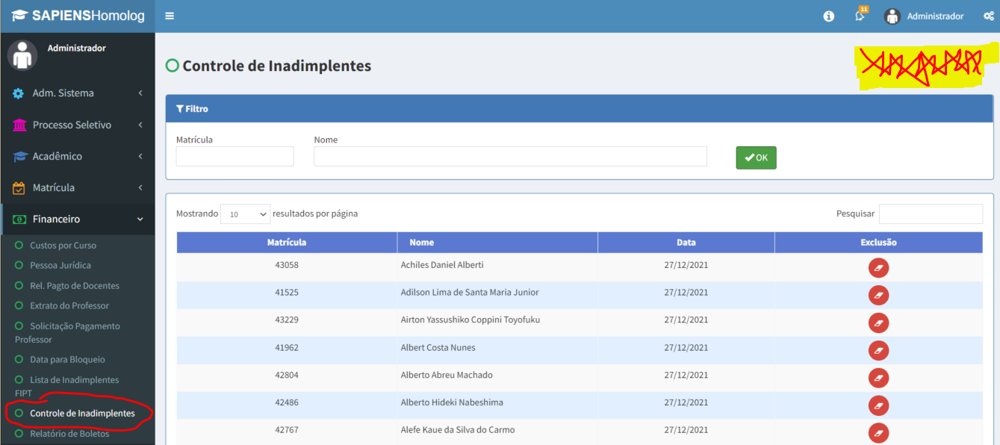 SAPIENSHomolog
11
Administrador
Administrador
Controle de Inadimplentes
Adm. Sistema
Processo Seletivo
Acadêmico
Matrícula
Financeiro
Custos por Curso
Pessoa Jurídica
Rel. Pagto de Docentes
Extrato do Professor
Solicitação Pagamento
Professor
Data para Bloqueio
Lista de Inadimplentes
FIPT
Controle de Inadimplentes
Relatório de Boletos
Filtro
Matrícula Nome
OK
Mostrando 10 resultados por página Pesquisar
Matrícula Nome Data Exclusão
43058 Achiles Daniel Alberti 27/12/2021
41525 Adilson Lima de Santa Maria Junior 27/12/2021
43229 Airton Yassushiko Coppini Toyofuku 27/12/2021
41962 Albert Costa Nunes 27/12/2021
42804 Alberto Abreu Machado 27/12/2021
42486 Alberto Hideki Nabeshima 27/12/2021
42767 Alefe Kaue da Silva do Carmo 27/12/2021